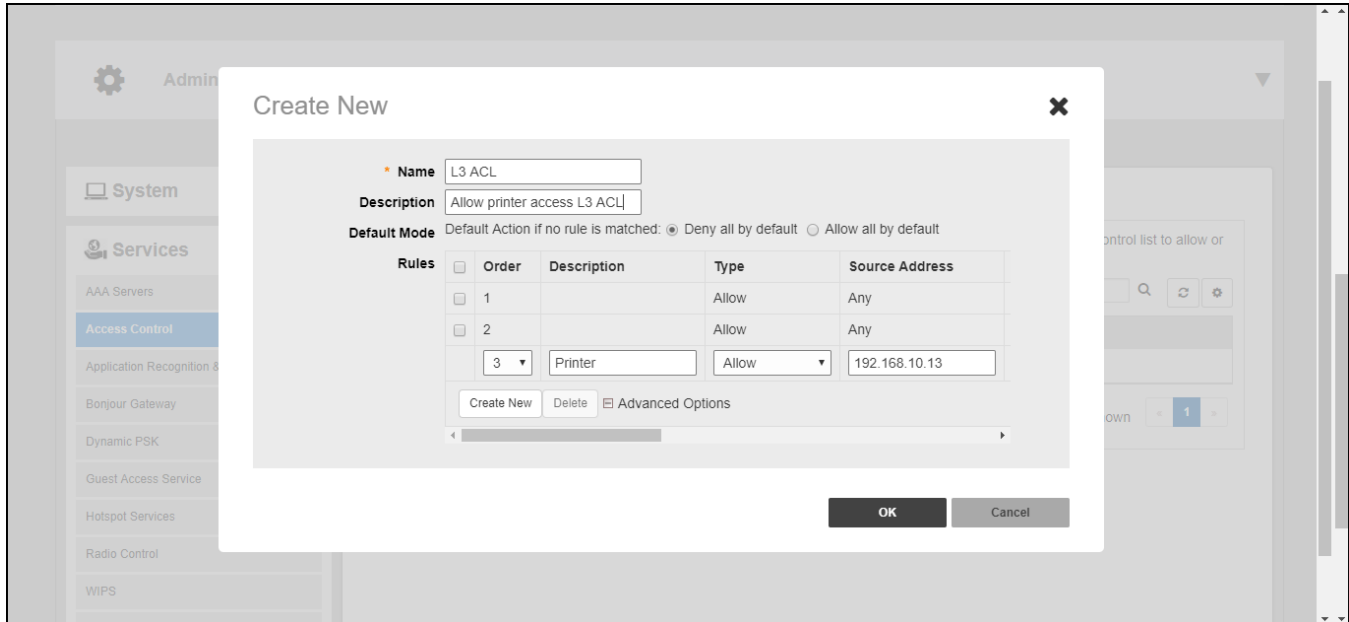 Admin
Create New
* Name L3 ACL
Description Allow printer access L3 ACL
Default Mode Default Action if no rule is matched: Deny all by default Allow all by default
Rules
Order Description Type Source Address
1 Allow Any
2 Allow Any
3 Printer Allow 192.168.10.13
Create New Delete Advanced Options
OK Cancel
System
Services
AAA Servers
Access Control
Application Recognition &
Bonjour Gateway
Dynamic PSK
Guest Access Service
Hotspot Services
Radio Control
WIPS
control list to allow or
own
1